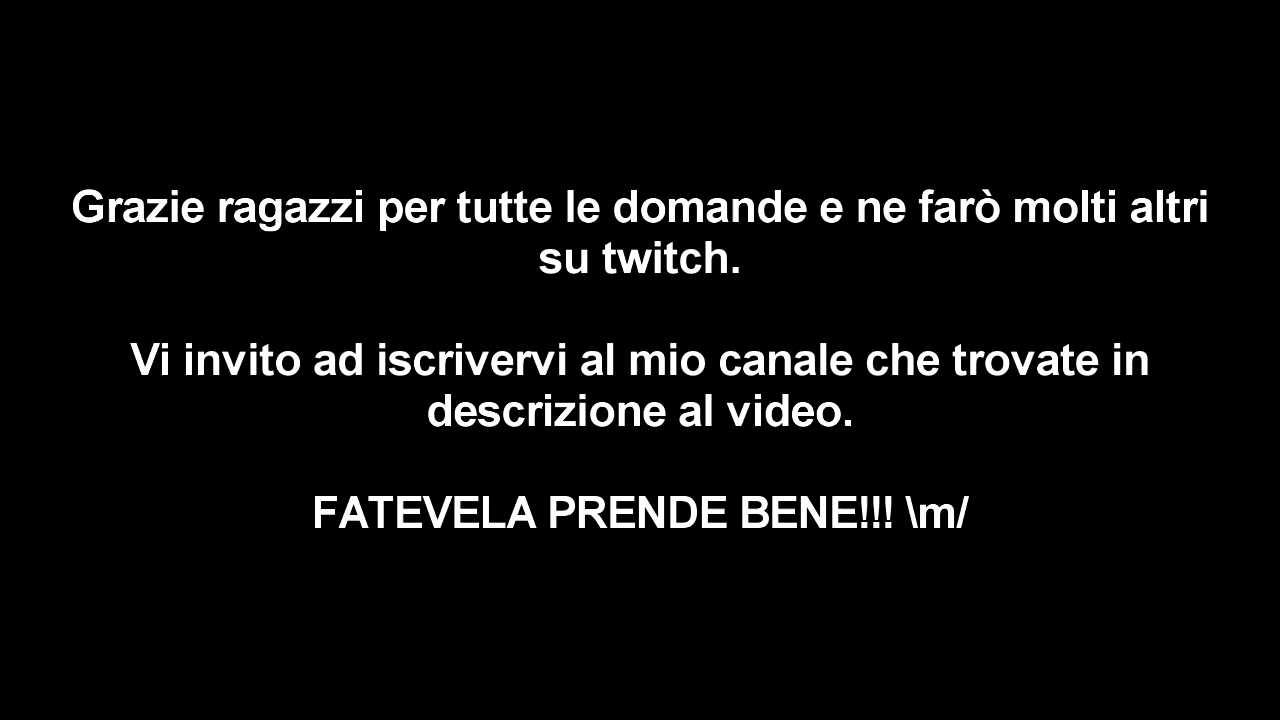 Grazie ragazzi per tutte le domande e ne farò molti altri
su twitch.
Vi invito ad iscrivervi al mio canale che trovate in
descrizione al video.
FATEVELA PRENDE BENE!!! \m/